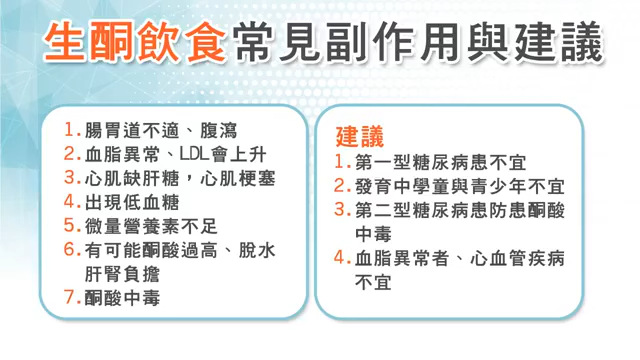 生酮飲食常見副作用與建議
1.腸胃道不適、腹瀉
2.血脂異常、LDL會上升
3.心肌缺肝糖，心肌梗塞
4.出現低血糖
5.微量營養素不足
6.有可能酮酸過高、脫水
肝腎負擔
7.酮酸中毒
建議
1.第一型糖尿病患不宜
2.發育中學童與青少年不宜
3.第二型糖尿病患防患酮酸
中毒
4.血脂異常者、心血管疾病
不宜